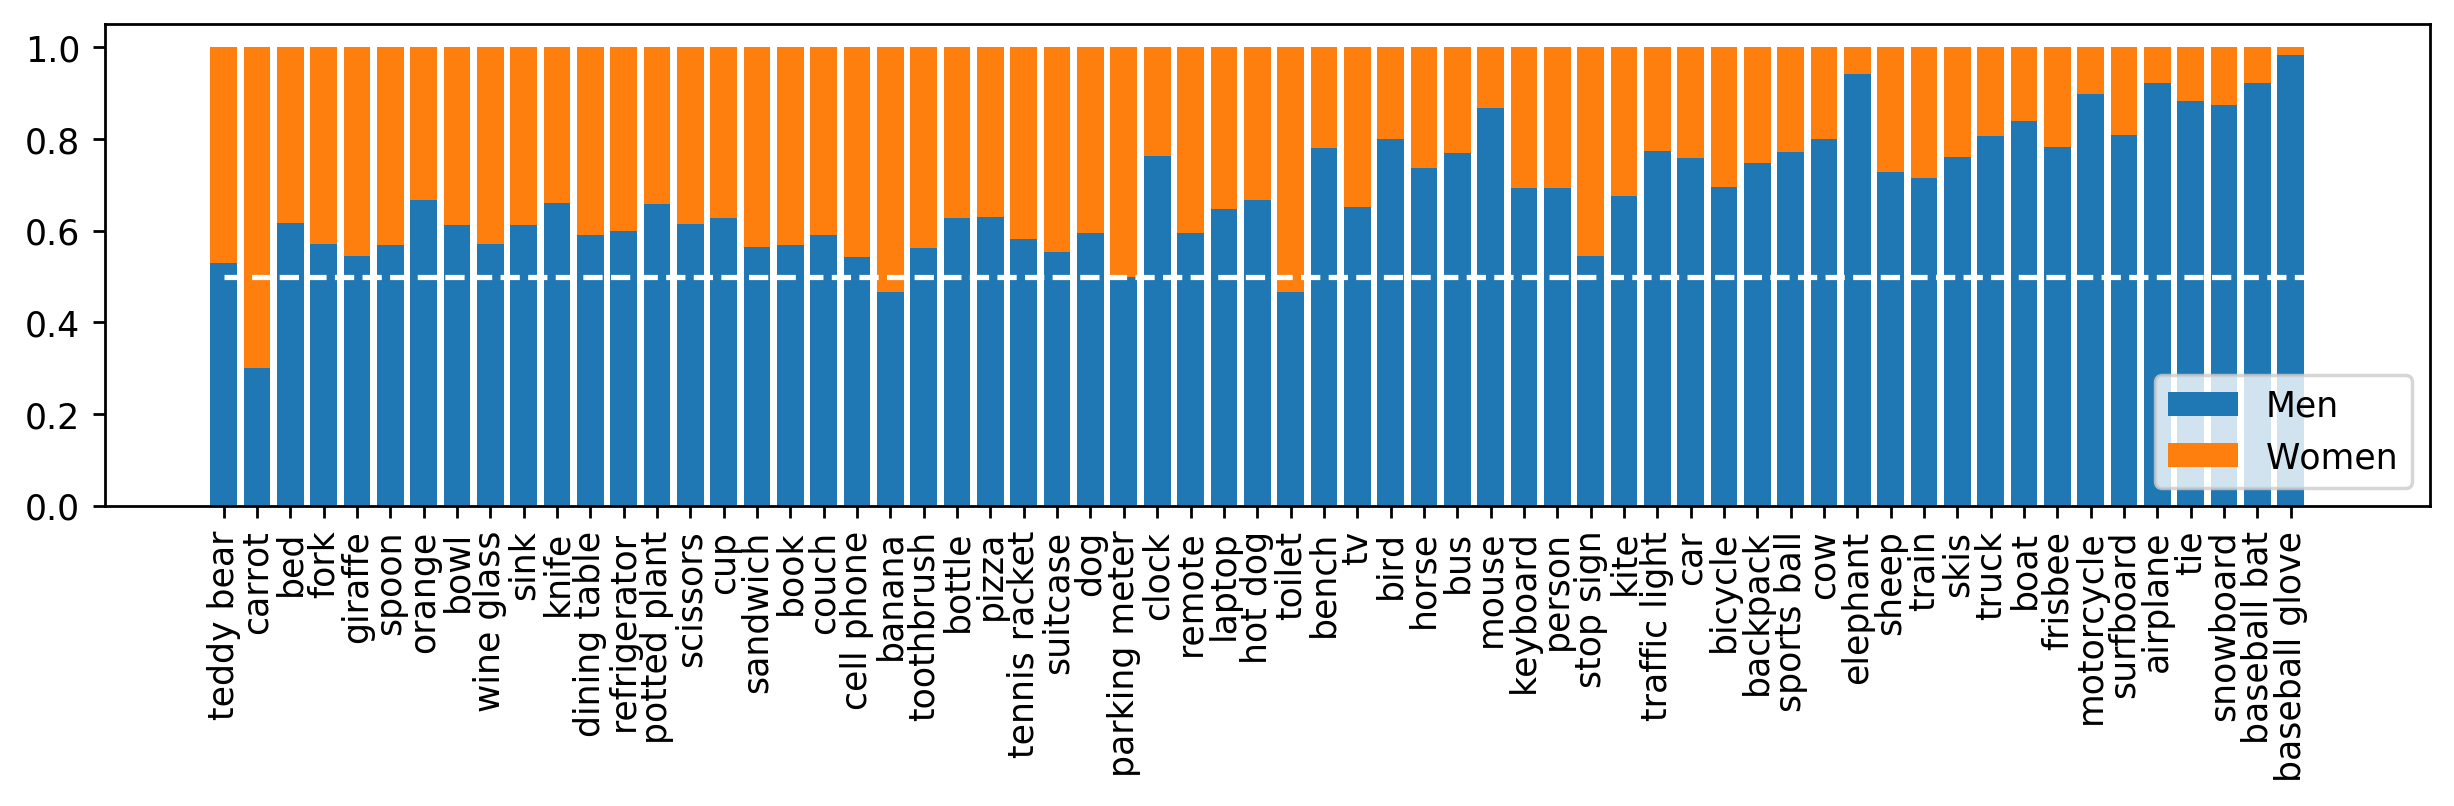 1.0
0.8
0.6
0.4
0.2
0.0
Men
Women
teddy bear
carrot
bed
fork
giraffe
spoon
orange
bowl
wine glass
sink
knife
dining table
refrigerator
potted plant
scissors
cup
sandwich
book
couch
cell phone
banana
toothbrush
bottle
pizza
tennis racket
suitcase
dog
parking meter
clock
remote
laptop
hot dog
toilet
bench
tv
bird
horse
bus
mouse
keyboard
person
stop sign
kite
traffic light
car
bicycle
backpack
sports ball
cow
elephant
sheep
train
skis
truck
boat
frisbee
motorcycle
surfboard
airplane
tie
snowboard
baseball bat
baseball glove